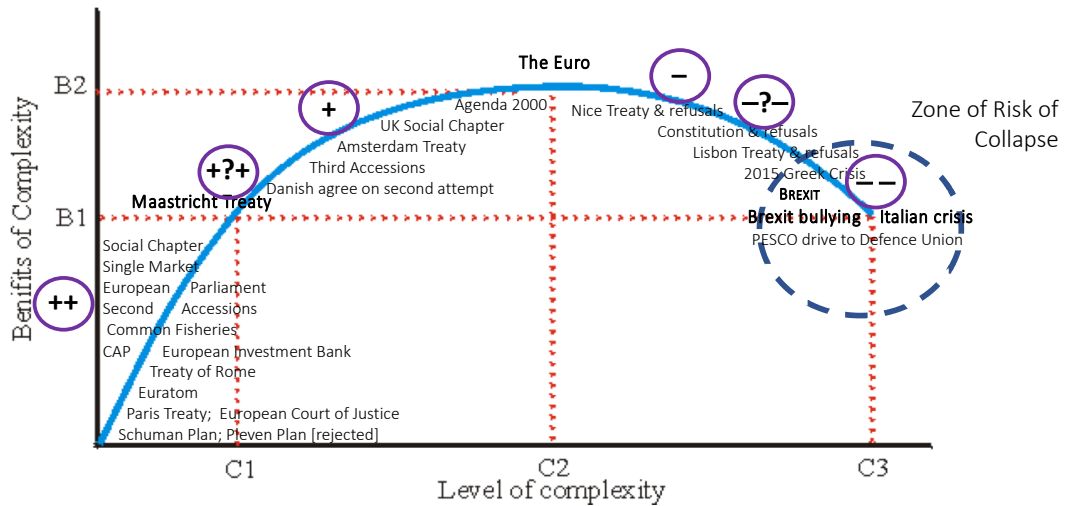 The Euro
–
B2
Agenda 2000
Nice Treaty & refusals
–?–
Zone of Risk of
Collapse
+
UK Social Chapter
Constitution & refusals
Amsterdam Treaty
Lisbon Treaty & refusals
Third Accessions
2015 Greek Crisis
+?+
Danish agree on second attempt
– –
BREXIT
Maastricht Treaty
B1
Brexit bullying
Italian crisis
PESCO drive to Defence Union
Benifits of Complexity
Social Chapter
Single Market
European Parliament
++
Second Accessions
Common Fisheries
CAP European Investment Bank
Treaty of Rome
Euratom
Paris Treaty; European Court of Justice
Schuman Plan; Pleven Plan [rejected]
C1
C2
C3
Level of complexity